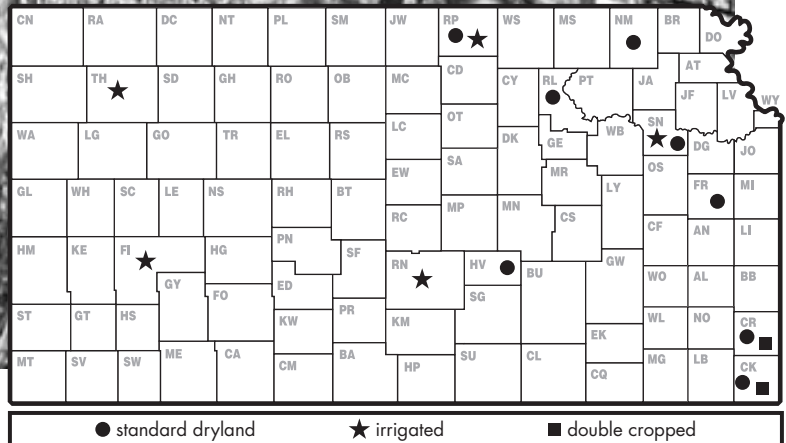 CN RA DC NT PL SM JW RP WS MS NM BR DO
SH TH SD GH RO OB MC CD CY RL PT JA AT JF LV WY
WA LG GO TR EL RS LC OT DK GE WB SN DG JO
GL WH SC LE NS RH BT EW SA MR LY OS FR MI
HM KE FI HG PN SF RC MP MN CS CF AN LI
GY FO ED RN HV BU GW WO AL BB
ST GT HS KW PR KM SG EK WL NO CR
MT SV SW ME CA CM BA HP SU CL CQ MG LB CK
standard dryland irrigated double cropped